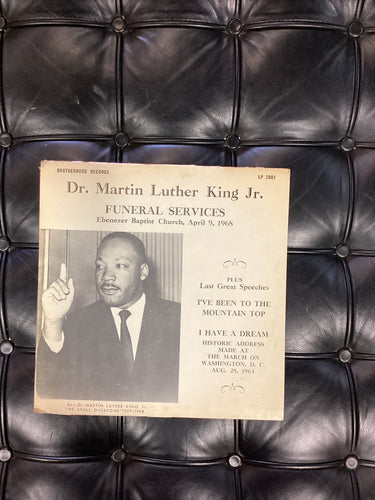 BROTHERHOOD RECORDS
LP 2001
Dr. Martin Luther King Jr.
FUNERAL SERVICES
Ebenezer Baptist Church, April 9, 1968
PLUS
Last Great Speeches
I'VE BEEN TO THE
MOUNTAIN TOP
I HAVE A DREAM
HISTORIC ADDRESS
MADE AT
THE MARCH ON
WASHINGTON, D. C.
AUG. 28, 1963
Rev. Dr. MARTIN LUTHER KING Jr.
"WE SHALL OVERCOME" 1929-1968